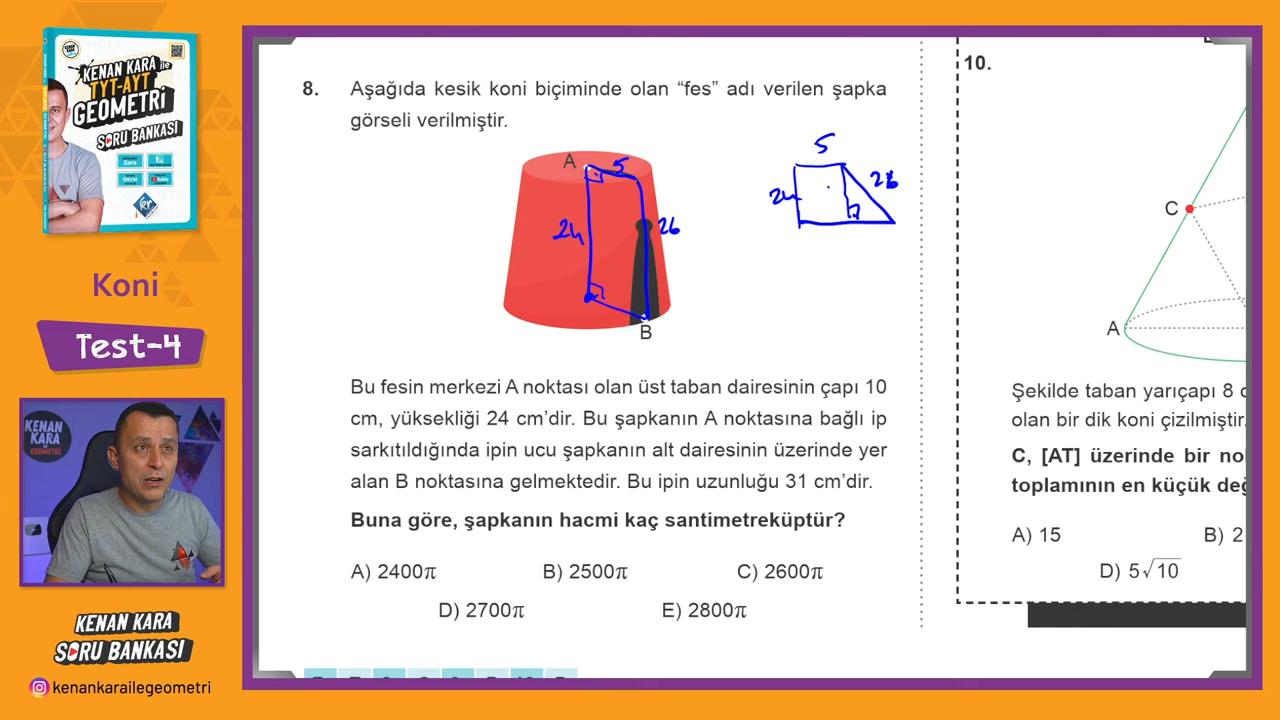 KENAN KARA ile
TYT-AYT
GEOMETRİ
SORU BANKASI
Koni
Test-4
KENAN
KARA
GEOMETRİ
KENAN KARA
SORU BANKASI
kenankarailegeometri
8. Aşağıda kesik koni biçiminde olan “fes” adı verilen şapka
görseli verilmiştir.
A
5
24
26
B
5
24
26
Bu fesin merkezi A noktası olan üst taban dairesinin çapı 10
cm, yüksekliği 24 cm’dir. Bu şapkanın A noktasına bağlı ip
sarkıtıldığında ipin ucu şapkanın alt dairesinin üzerinde yer
alan B noktasına gelmektedir. Bu ipin uzunluğu 31 cm’dir.
Buna göre, şapkanın hacmi kaç santimetreküptür?
A) 2400π B) 2500π C) 2600π
D) 2700π E) 2800π
10.
C
A
Şekilde taban yarıçapı 8
olan bir dik koni çizilmiştir.
C, [AT] üzerinde bir no
toplamının en küçük değ
A) 15 B) 2
D) 5√10